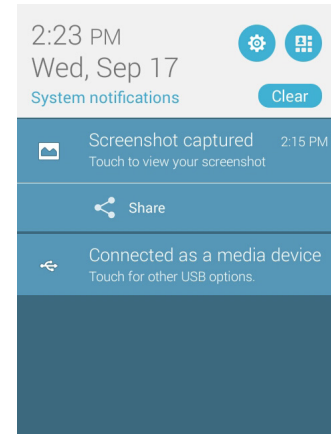 2:23 PM
Wed, Sep 17
System notifications
Clear
Screenshot captured 2:15 PM
Touch to view your screenshot
Share
Connected as a media device
Touch for other USB options.